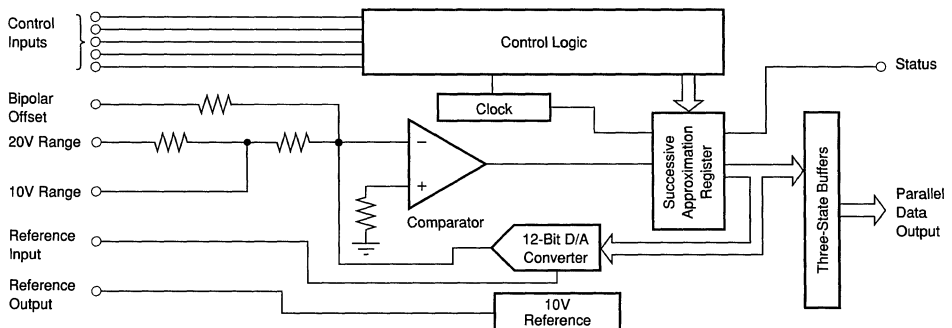 Control
Inputs
Control Logic
Status
Clock
Bipolar
Offset
20V Range
10V Range
−
+
Comparator
Successive
Approximation
Register
Three-State Buffers
Parallel
Data
Output
Reference
Input
12-Bit D/A
Converter
Reference
Output
10V
Reference